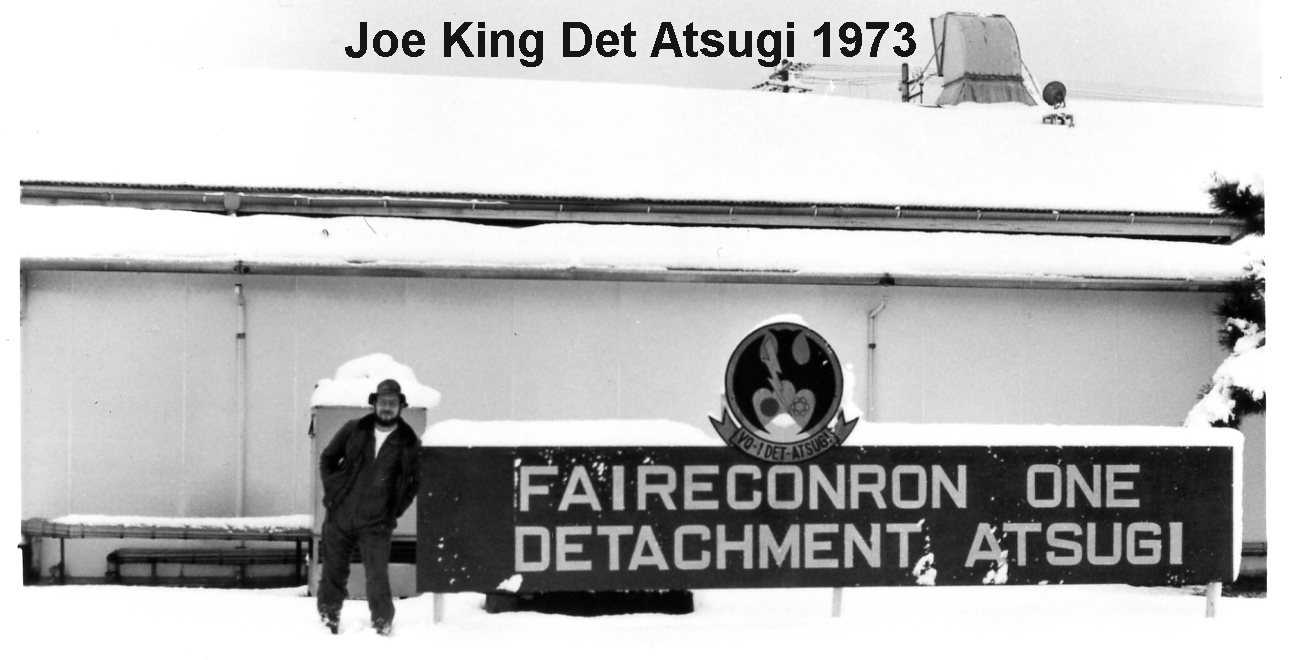 Joe King Det Atsugi 1973
VQ-1 DET-ATSUGI
FAIRECONRON ONE
DETACHMENT ATSUGI